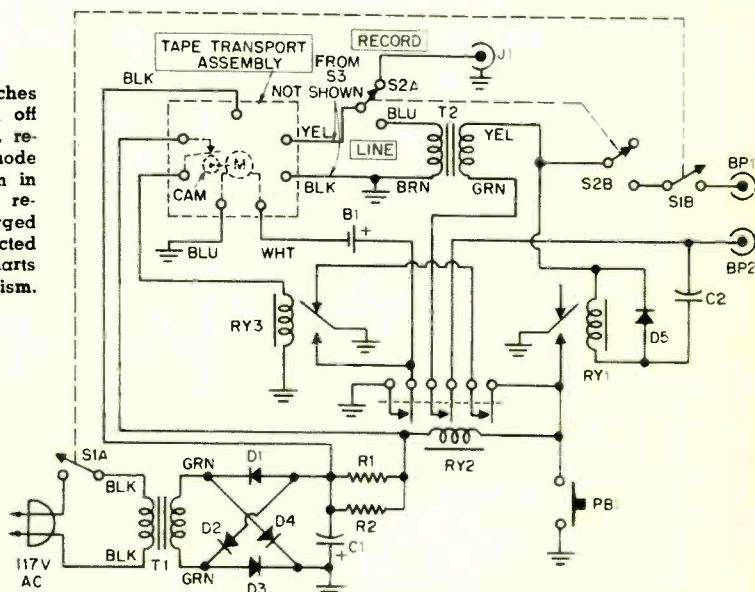 ches
off
, re-
node
n in
re-
rged
cted
arts
ism.
TAPE TRANSPORT
ASSEMBLY
RECORD
J1
BLK
FROM
S3
NOT SHOWN
S2A
YEL
BLU
T2
YEL
LINE
M
CAM
BLK
BRN
GRN
S2B
S1B
BP1
BP2
BLU
WHT
B1
+
RY3
C2
D5
RY1
S1A
BLK
GRN
D1
R1
RY2
D2
D4
R2
PB1
C1
+
BLK
T1
GRN
D3
117V
AC